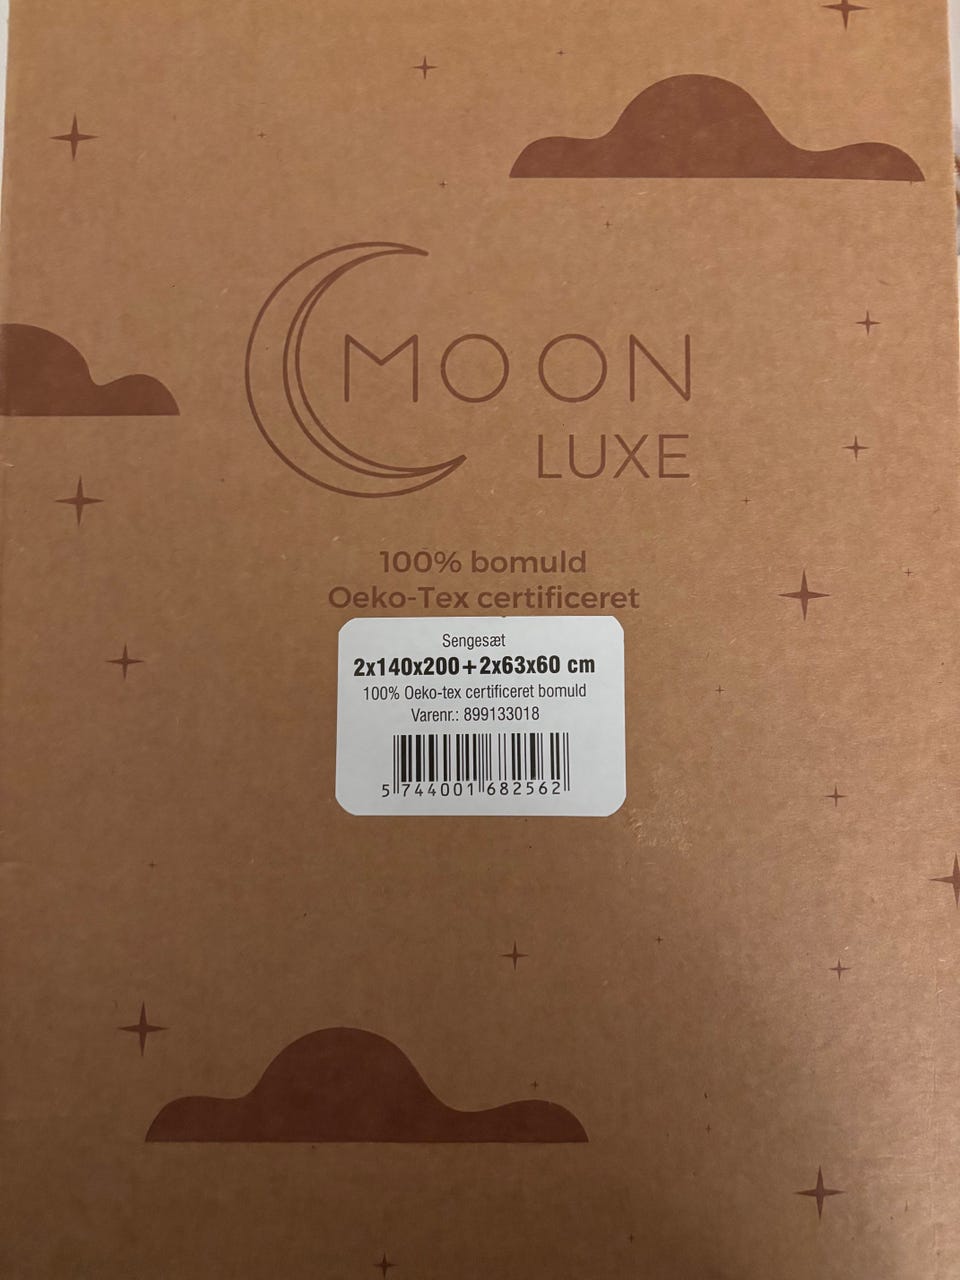 MOON
LUXE
100% bomuld
Oeko-Tex certificeret
Sengesæt
2x140x200+2x63x60 cm
100% Oeko-tex certificeret bomuld
Varenr.: 899133018
5 744001 682562